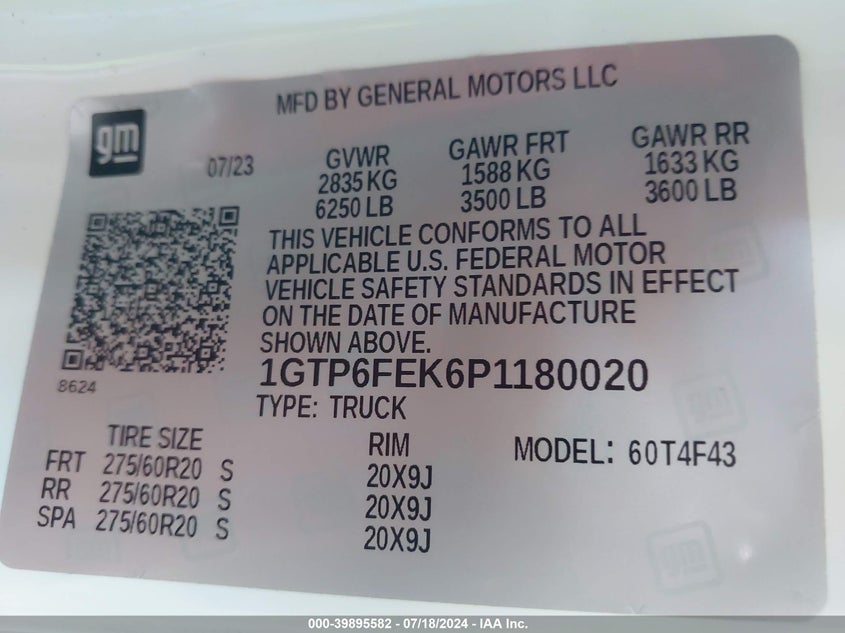 MFD BY GENERAL MOTORS LLC
gm
07/23
GVWR GAWR FRT GAWR RR
2835 KG 1588 KG 1633 KG
6250 LB 3500 LB 3600 LB
THIS VEHICLE CONFORMS TO ALL
APPLICABLE U.S. FEDERAL MOTOR
VEHICLE SAFETY STANDARDS IN EFFECT
ON THE DATE OF MANUFACTURE
SHOWN ABOVE.
8624
1GTP6FEK6P1180020
TYPE: TRUCK
TIRE SIZE RIM MODEL: 60T4F43
FRT 275/60R20 S 20X9J
RR 275/60R20 S 20X9J
SPA 275/60R20 S 20X9J
gm
000-39895582 - 07/18/2024 - IAA Inc.